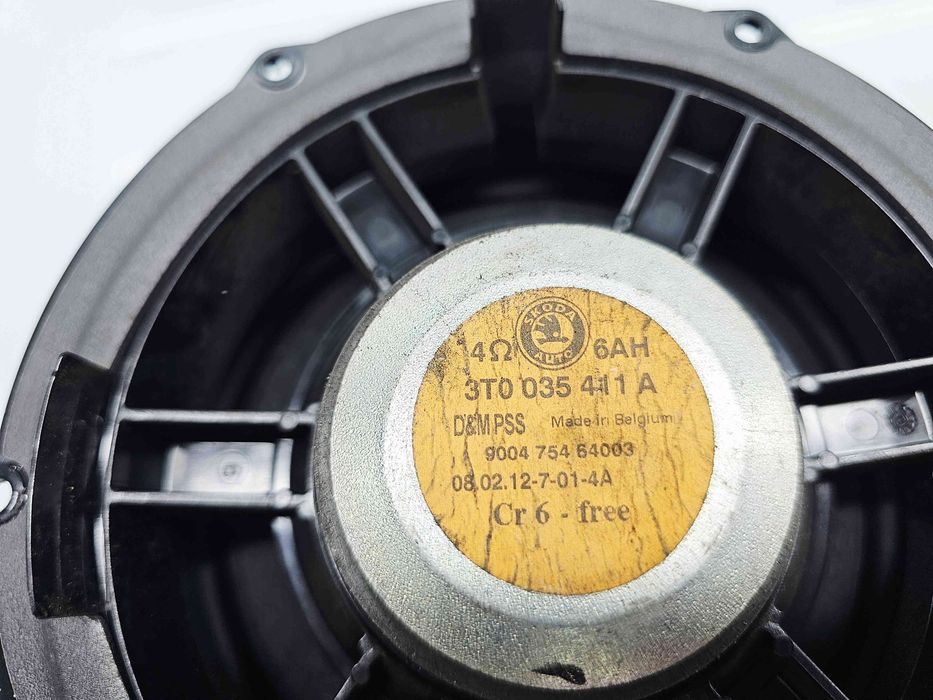 SKODA
AUTO
4Ω 6AH
3T0 035 411 A
D&M PSS Made in Belgium
9004 754 64003
08.02.12-7-01-4A
Cr 6 - free